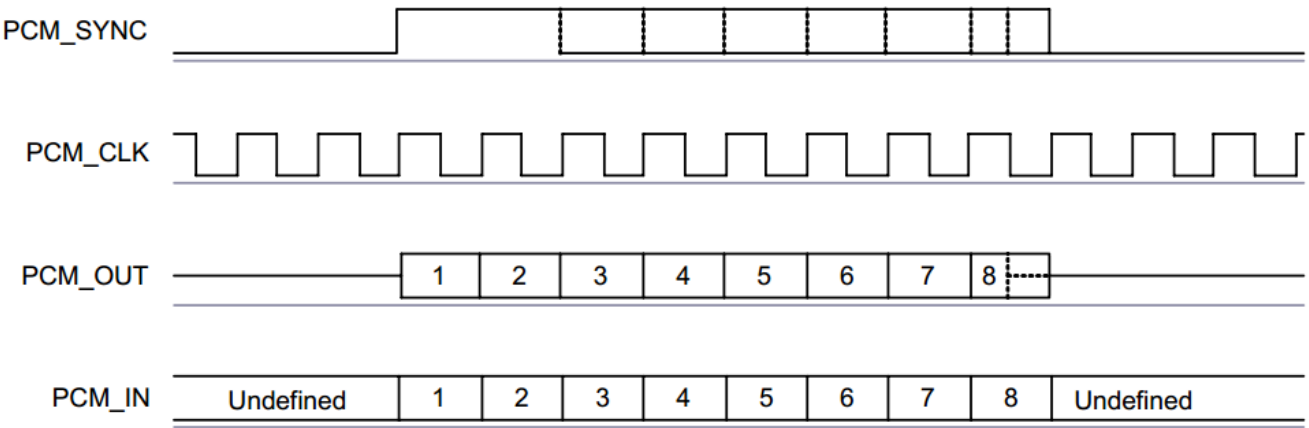 PCM_SYNC
PCM_CLK
PCM_OUT 1 2 3 4 5 6 7 8
PCM_IN Undefined 1 2 3 4 5 6 7 8 Undefined